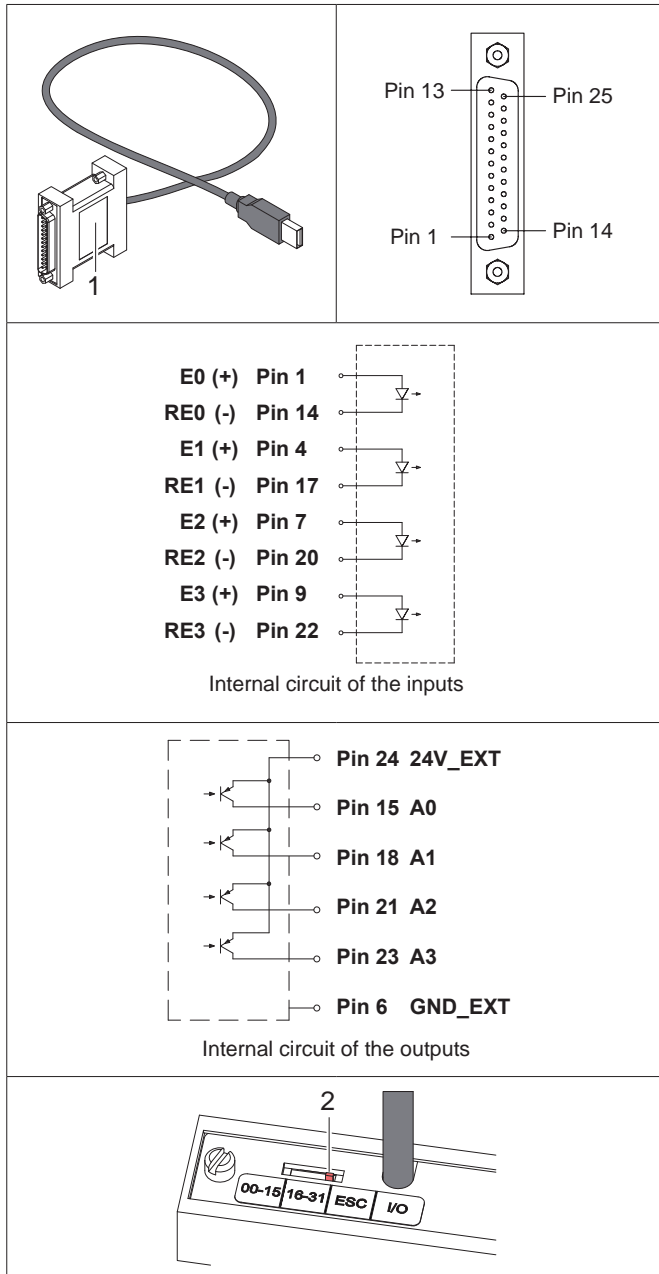 Pin 13
Pin 25
Pin 1
Pin 14
1
E0 (+) Pin 1
RE0 (-) Pin 14
E1 (+) Pin 4
RE1 (-) Pin 17
E2 (+) Pin 7
RE2 (-) Pin 20
E3 (+) Pin 9
RE3 (-) Pin 22
Internal circuit of the inputs
Pin 24 24V_EXT
Pin 15 A0
Pin 18 A1
Pin 21 A2
Pin 23 A3
Pin 6 GND_EXT
Internal circuit of the outputs
2
00-15 16-31 ESC I/O